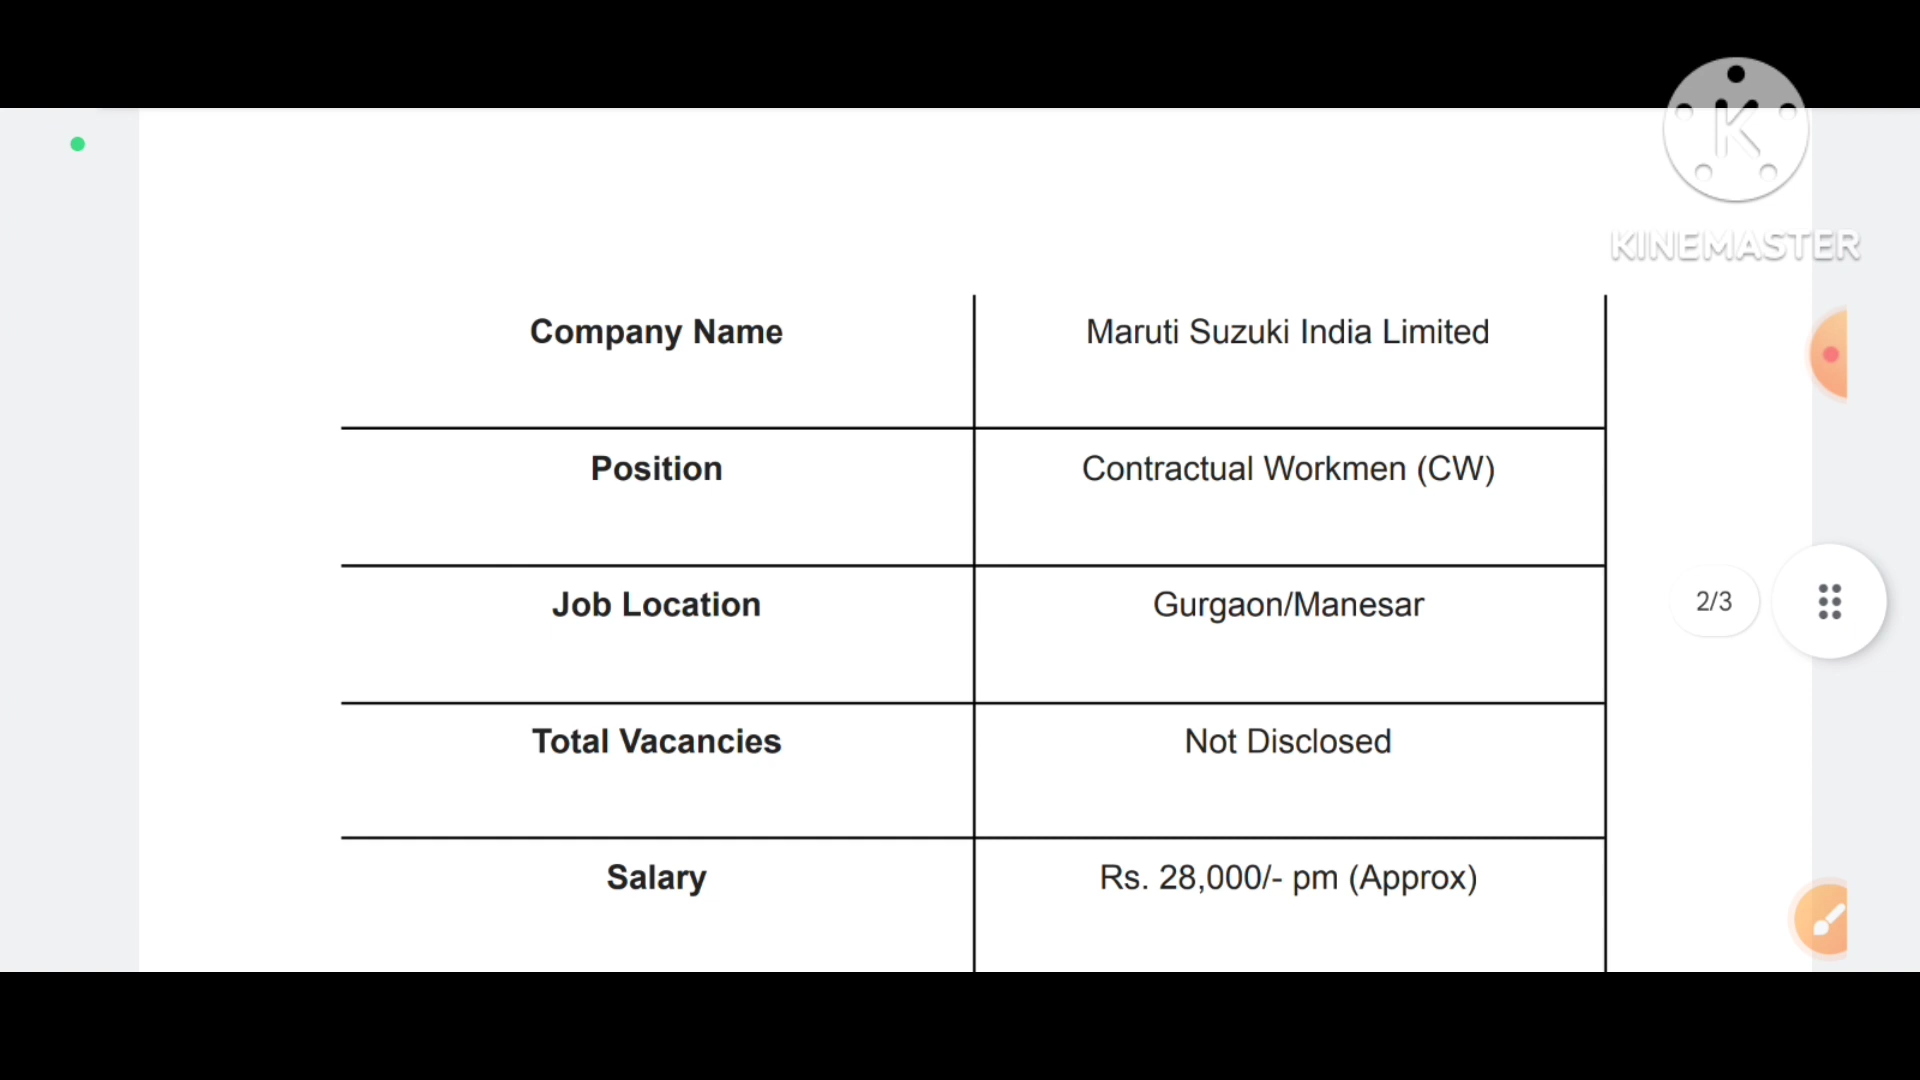 K
KINEMASTER
Company Name Maruti Suzuki India Limited
Position Contractual Workmen (CW)
Job Location Gurgaon/Manesar
2/3
Total Vacancies Not Disclosed
Salary Rs. 28,000/- pm (Approx)